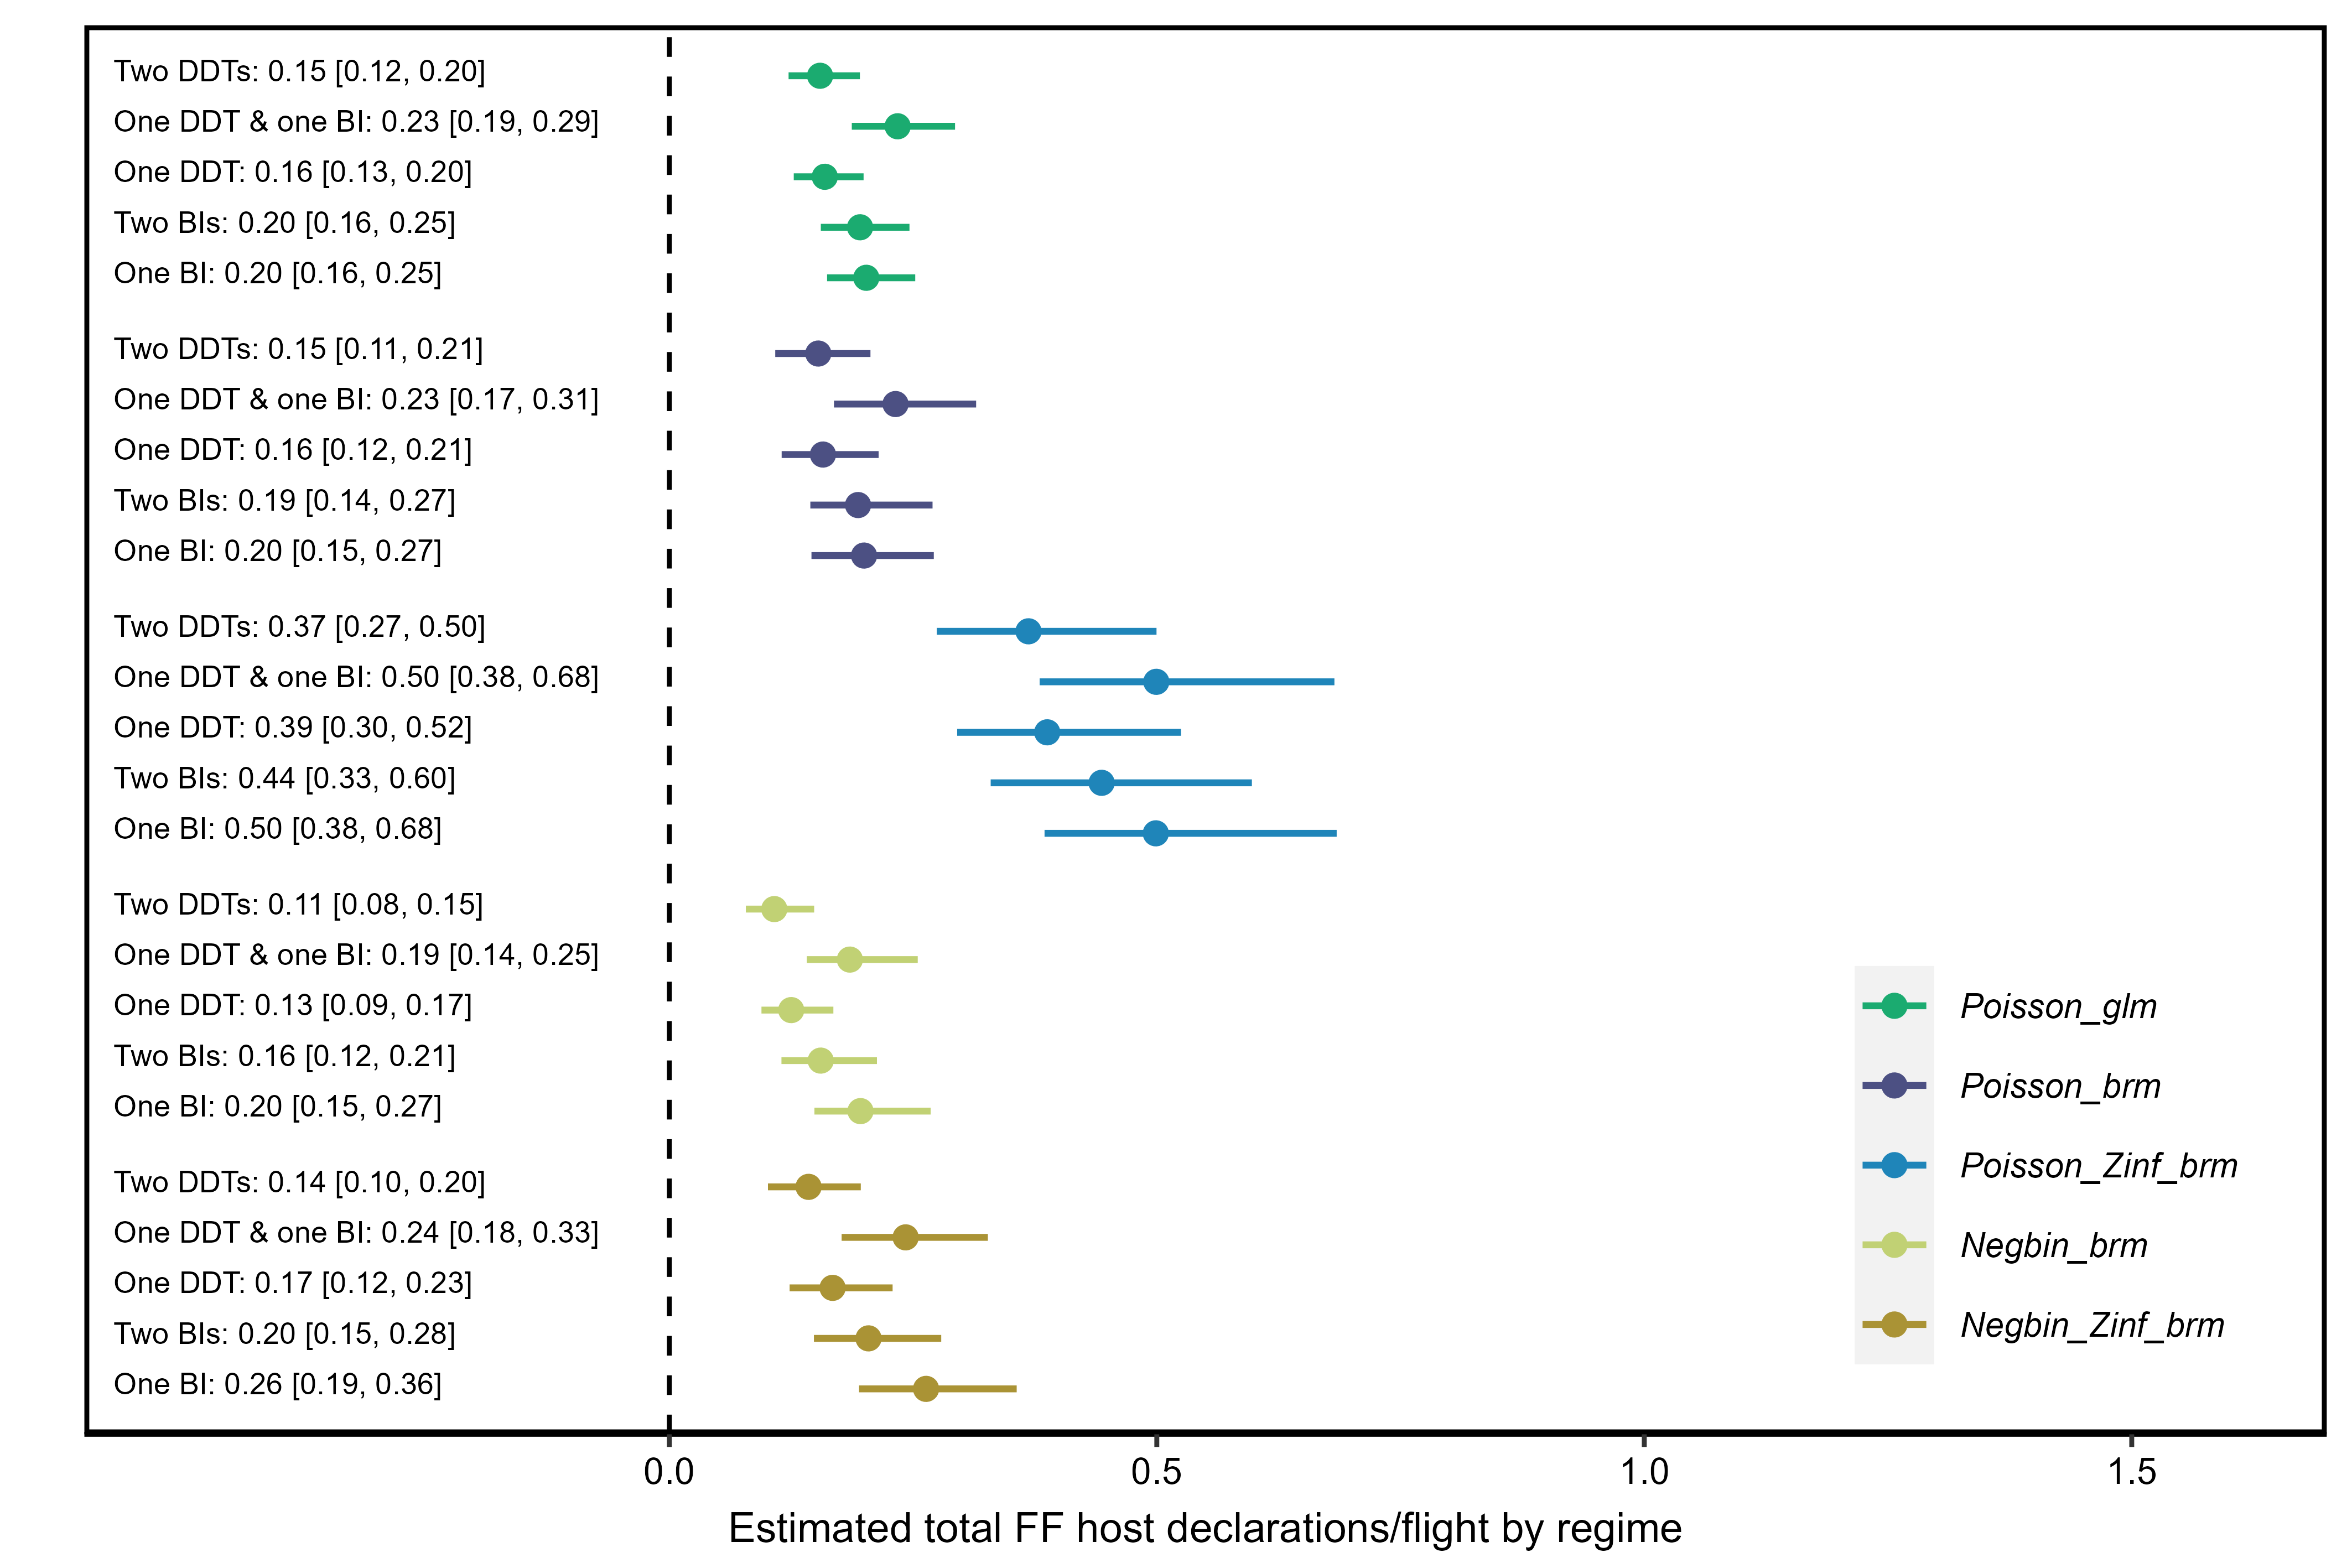 Two DDTs: 0.15 [0.12, 0.20]
One DDT & one BI: 0.23 [0.19, 0.29]
One DDT: 0.16 [0.13, 0.20]
Two BIs: 0.20 [0.16, 0.25]
One BI: 0.20 [0.16, 0.25]
Two DDTs: 0.15 [0.11, 0.21]
One DDT & one BI: 0.23 [0.17, 0.31]
One DDT: 0.16 [0.12, 0.21]
Two BIs: 0.19 [0.14, 0.27]
One BI: 0.20 [0.15, 0.27]
Two DDTs: 0.37 [0.27, 0.50]
One DDT & one BI: 0.50 [0.38, 0.68]
One DDT: 0.39 [0.30, 0.52]
Two BIs: 0.44 [0.33, 0.60]
One BI: 0.50 [0.38, 0.68]
Two DDTs: 0.11 [0.08, 0.15]
One DDT & one BI: 0.19 [0.14, 0.25]
One DDT: 0.13 [0.09, 0.17]
Two BIs: 0.16 [0.12, 0.21]
One BI: 0.20 [0.15, 0.27]
Two DDTs: 0.14 [0.10, 0.20]
One DDT & one BI: 0.24 [0.18, 0.33]
One DDT: 0.17 [0.12, 0.23]
Two BIs: 0.20 [0.15, 0.28]
One BI: 0.26 [0.19, 0.36]
Poisson_glm
Poisson_brm
Poisson_Zinf_brm
Negbin_brm
Negbin_Zinf_brm
0.0 0.5 1.0 1.5
Estimated total FF host declarations/flight by regime